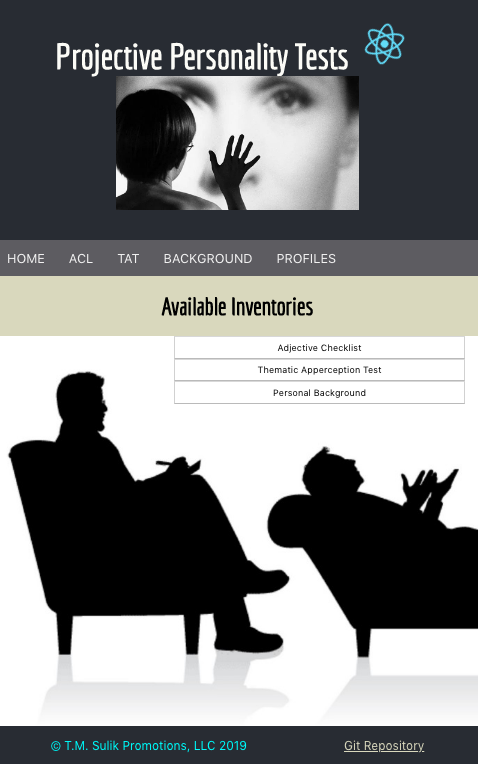 Projective Personality Tests
HOME ACL TAT BACKGROUND PROFILES
Available Inventories
Adjective Checklist
Thematic Apperception Test
Personal Background
© T.M. Sulik Promotions, LLC 2019 Git Repository